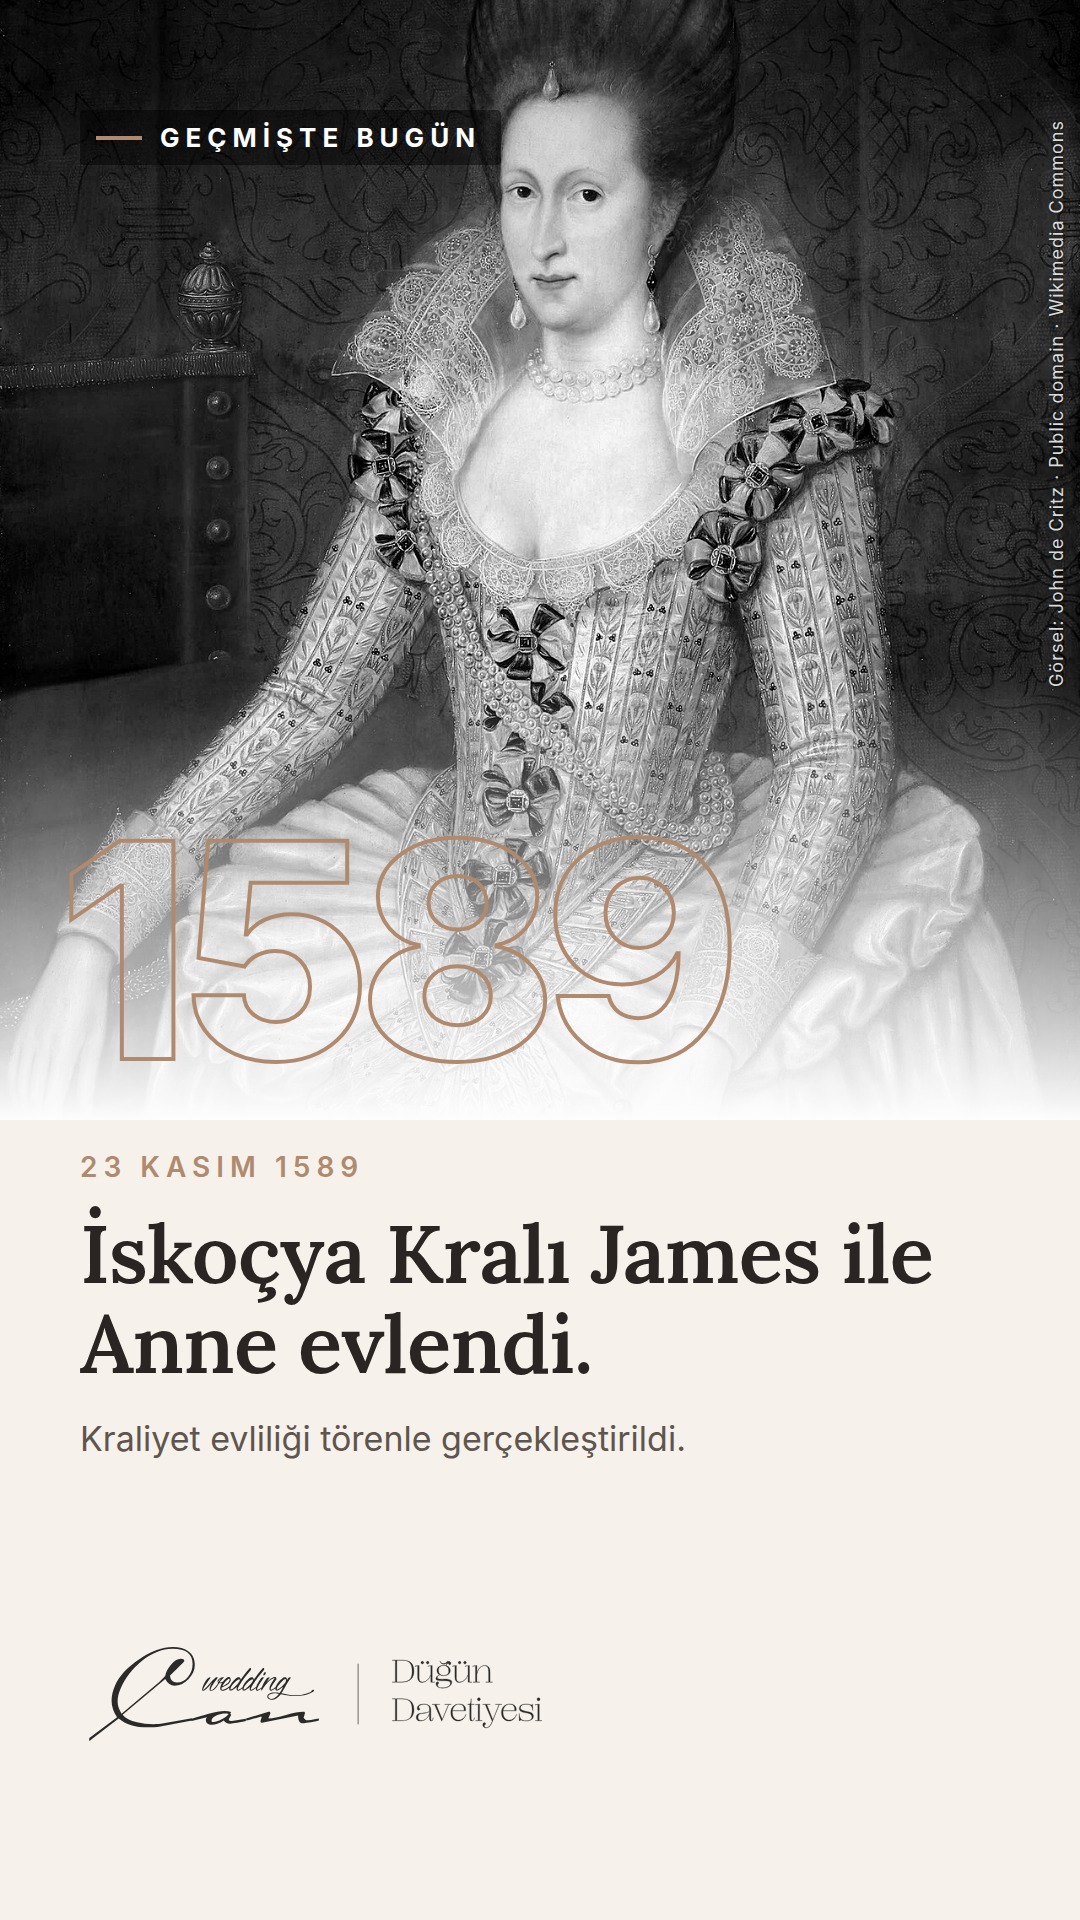 GEÇMİŞTE BUGÜN
Görsel: John de Critz · Public domain · Wikimedia Commons
1589
23 KASIM 1589
İskoçya Kralı James ile
Anne evlendi.
Kraliyet evliliği törenle gerçekleştirildi.
wedding
Can
Düğün
Davetiyesi